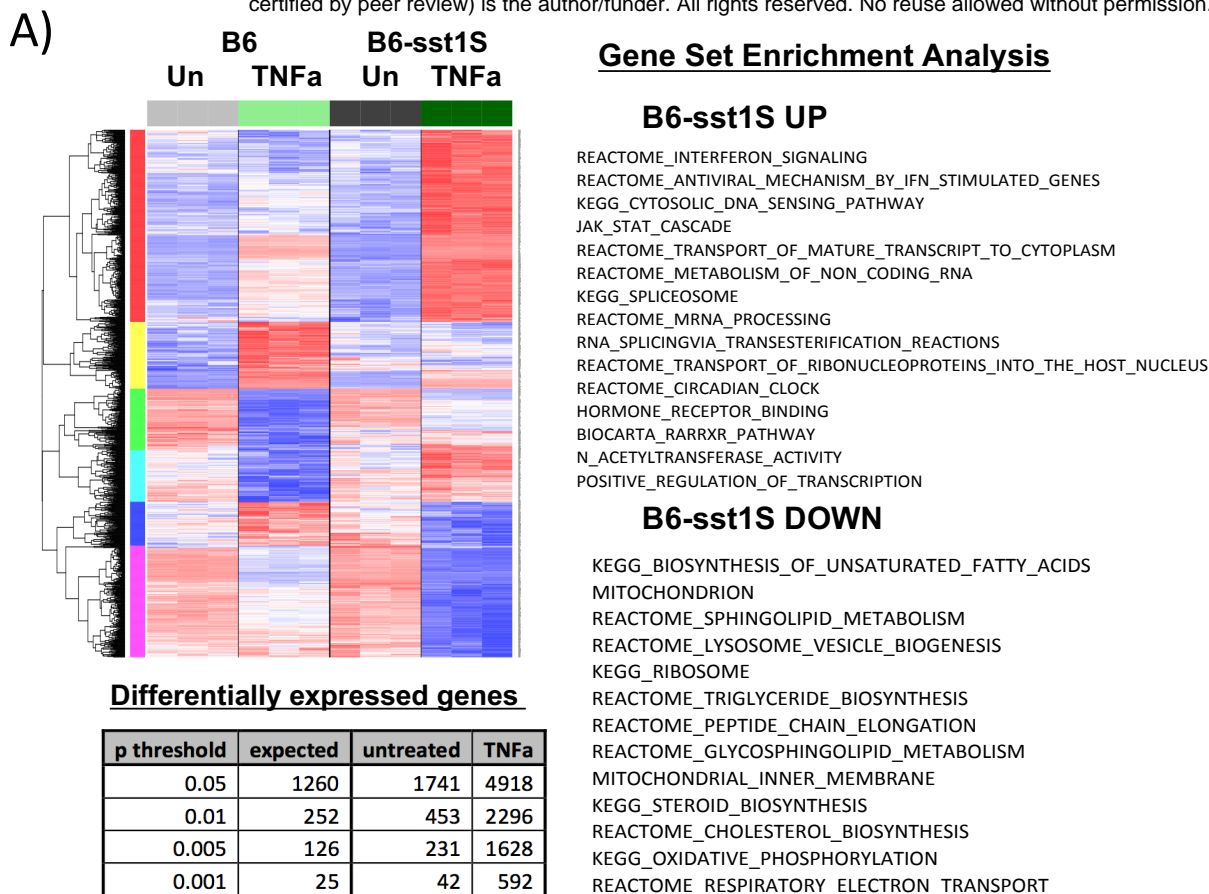 certified by peer review) is the author/funder. All rights reserved. No reuse allowed without permission.
A)
B6 B6-sst1S
Un TNFa Un TNFa
Gene Set Enrichment Analysis
B6-sst1S UP
REACTOME_INTERFERON_SIGNALING
REACTOME_ANTIVIRAL_MECHANISM_BY_IFN_STIMULATED_GENES
KEGG_CYTOSOLIC_DNA_SENSING_PATHWAY
JAK_STAT_CASCADE
REACTOME_TRANSPORT_OF_MATURE_TRANSCRIPT_TO_CYTOPLASM
REACTOME_METABOLISM_OF_NON_CODING_RNA
KEGG_SPLICEOSOME
REACTOME_MRNA_PROCESSING
RNA_SPLICINGVIA_TRANSESTERIFICATION_REACTIONS
REACTOME_TRANSPORT_OF_RIBONUCLEOPROTEINS_INTO_THE_HOST_NUCLEUS
REACTOME_CIRCADIAN_CLOCK
HORMONE_RECEPTOR_BINDING
BIOCARTA_RARRXR_PATHWAY
N_ACETYLTRANSFERASE_ACTIVITY
POSITIVE_REGULATION_OF_TRANSCRIPTION
B6-sst1S DOWN
KEGG_BIOSYNTHESIS_OF_UNSATURATED_FATTY_ACIDS
MITOCHONDRION
REACTOME_SPHINGOLIPID_METABOLISM
REACTOME_LYSOSOME_VESICLE_BIOGENESIS
KEGG_RIBOSOME
REACTOME_TRIGLYCERIDE_BIOSYNTHESIS
REACTOME_PEPTIDE_CHAIN_ELONGATION
REACTOME_GLYCOSPHINGOLIPID_METABOLISM
MITOCHONDRIAL_INNER_MEMBRANE
KEGG_STEROID_BIOSYNTHESIS
REACTOME_CHOLESTEROL_BIOSYNTHESIS
KEGG_OXIDATIVE_PHOSPHORYLATION
REACTOME_RESPIRATORY_ELECTRON_TRANSPORT
Differentially expressed genes
p threshold expected untreated TNFa
0.05 1260 1741 4918
0.01 252 453 2296
0.005 126 231 1628
0.001 25 42 592